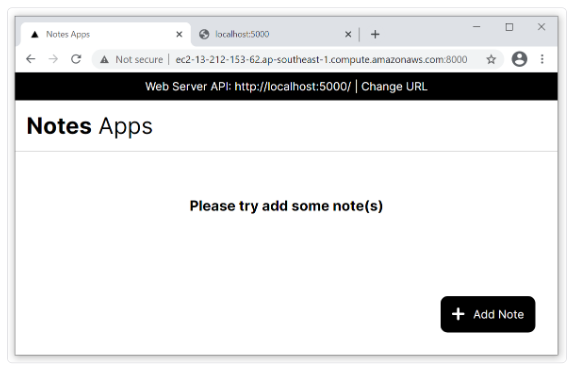 Notes Apps
localhost:5000
Not secure | ec2-13-212-153-62.ap-southeast-1.compute.amazonaws.com:8000
Web Server API: http://localhost:5000/ | Change URL
Notes Apps
Please try add some note(s)
Add Note